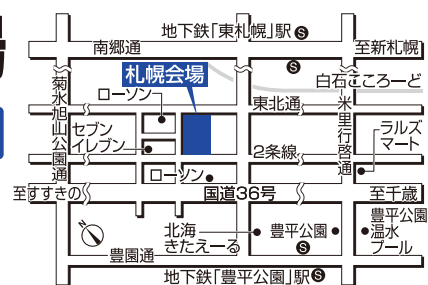 場
地下鉄「東札幌」駅 S
南郷通
至新札幌
S
札幌会場
白石こころーど
菊水旭山公園通
ローソン
東北通
米里行啓通
セブン
イレブン
2条線
ラルズ
マート
ローソン
至すすきの
国道36号
至千歳
北海
きたえーる
豊平公園
S
豊平公園
温水
プール
N
豊園通
地下鉄「豊平公園」駅 S